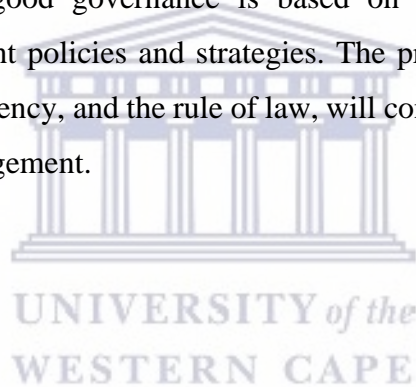 good governance is based on
nt policies and strategies. The pr
ency, and the rule of law, will con
gement.
UNIVERSITY of the
WESTERN CAPE